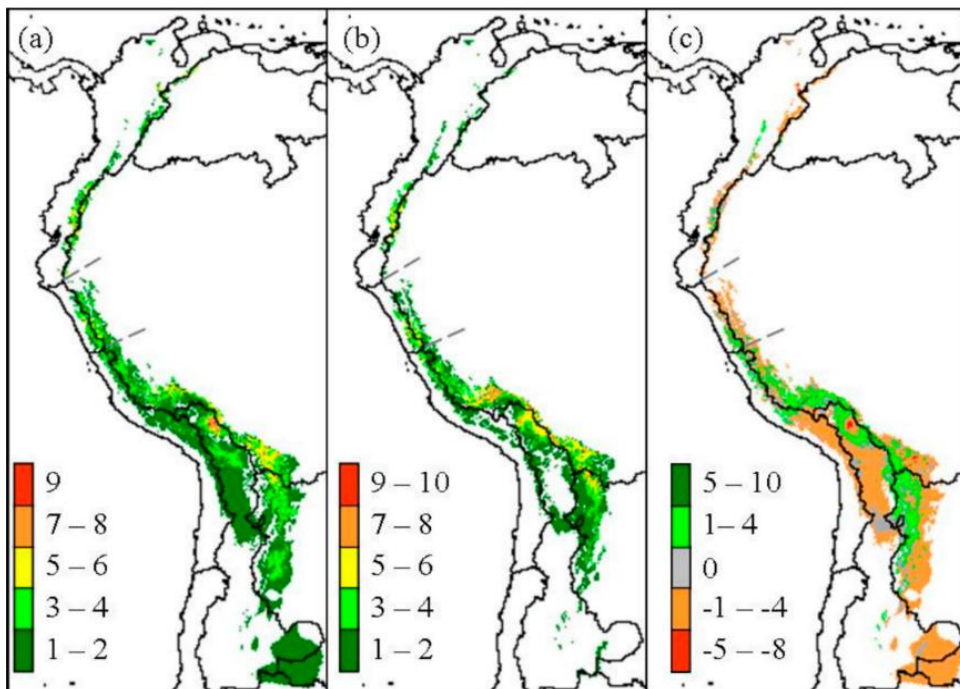 (a)
9
7 – 8
5 – 6
3 – 4
1 – 2
(b)
9 – 10
7 – 8
5 – 6
3 – 4
1 – 2
(c)
5 – 10
1 – 4
0
-1 – -4
-5 – -8